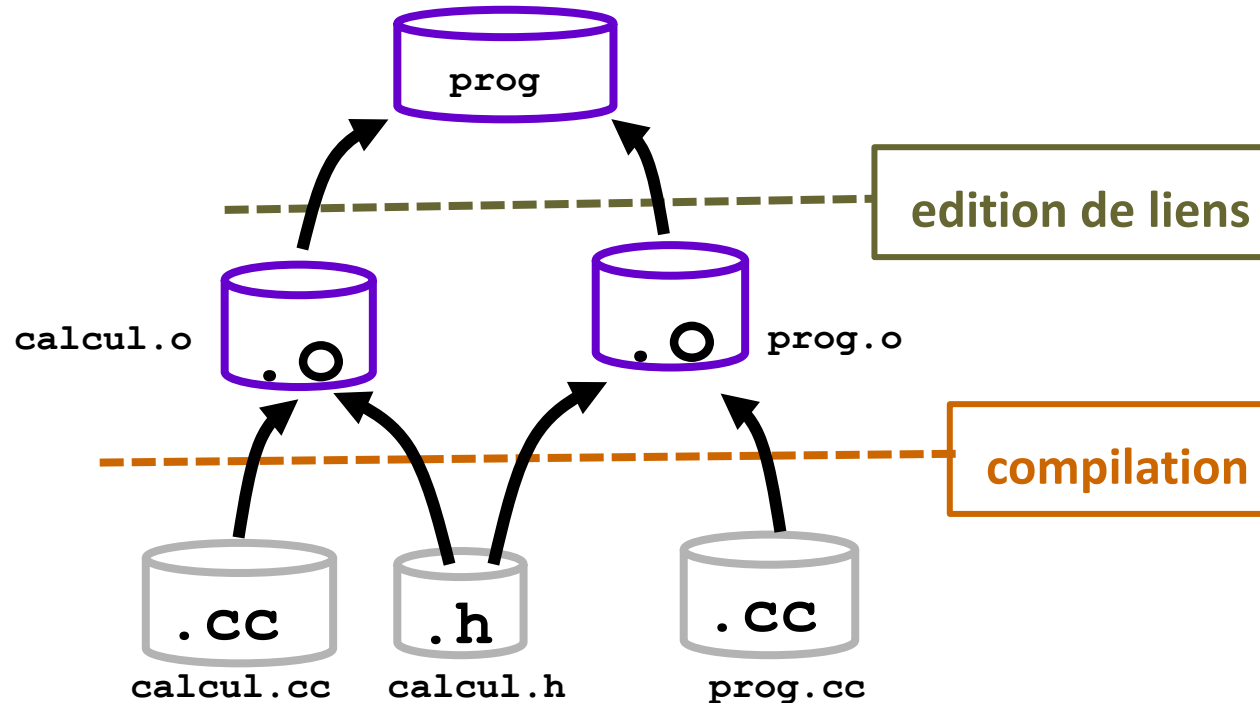 prog
edition de liens
calcul.o
.o
.o
prog.o
compilation
.cc
.h
.cc
calcul.cc
calcul.h
prog.cc